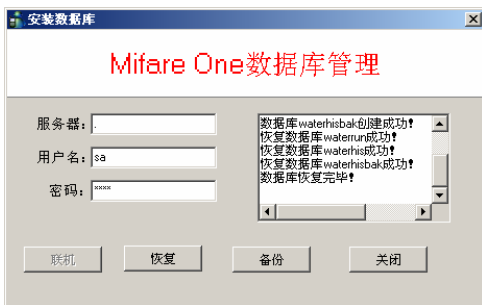 安装数据库
Mifare One数据库管理
服务器: .
用户名: sa
密码: ****
数据库waterhisbak创建成功!
恢复数据库waterrun成功!
恢复数据库waterhis成功!
恢复数据库waterhisbak成功!
数据库恢复完毕!
联机 恢复 备份 关闭